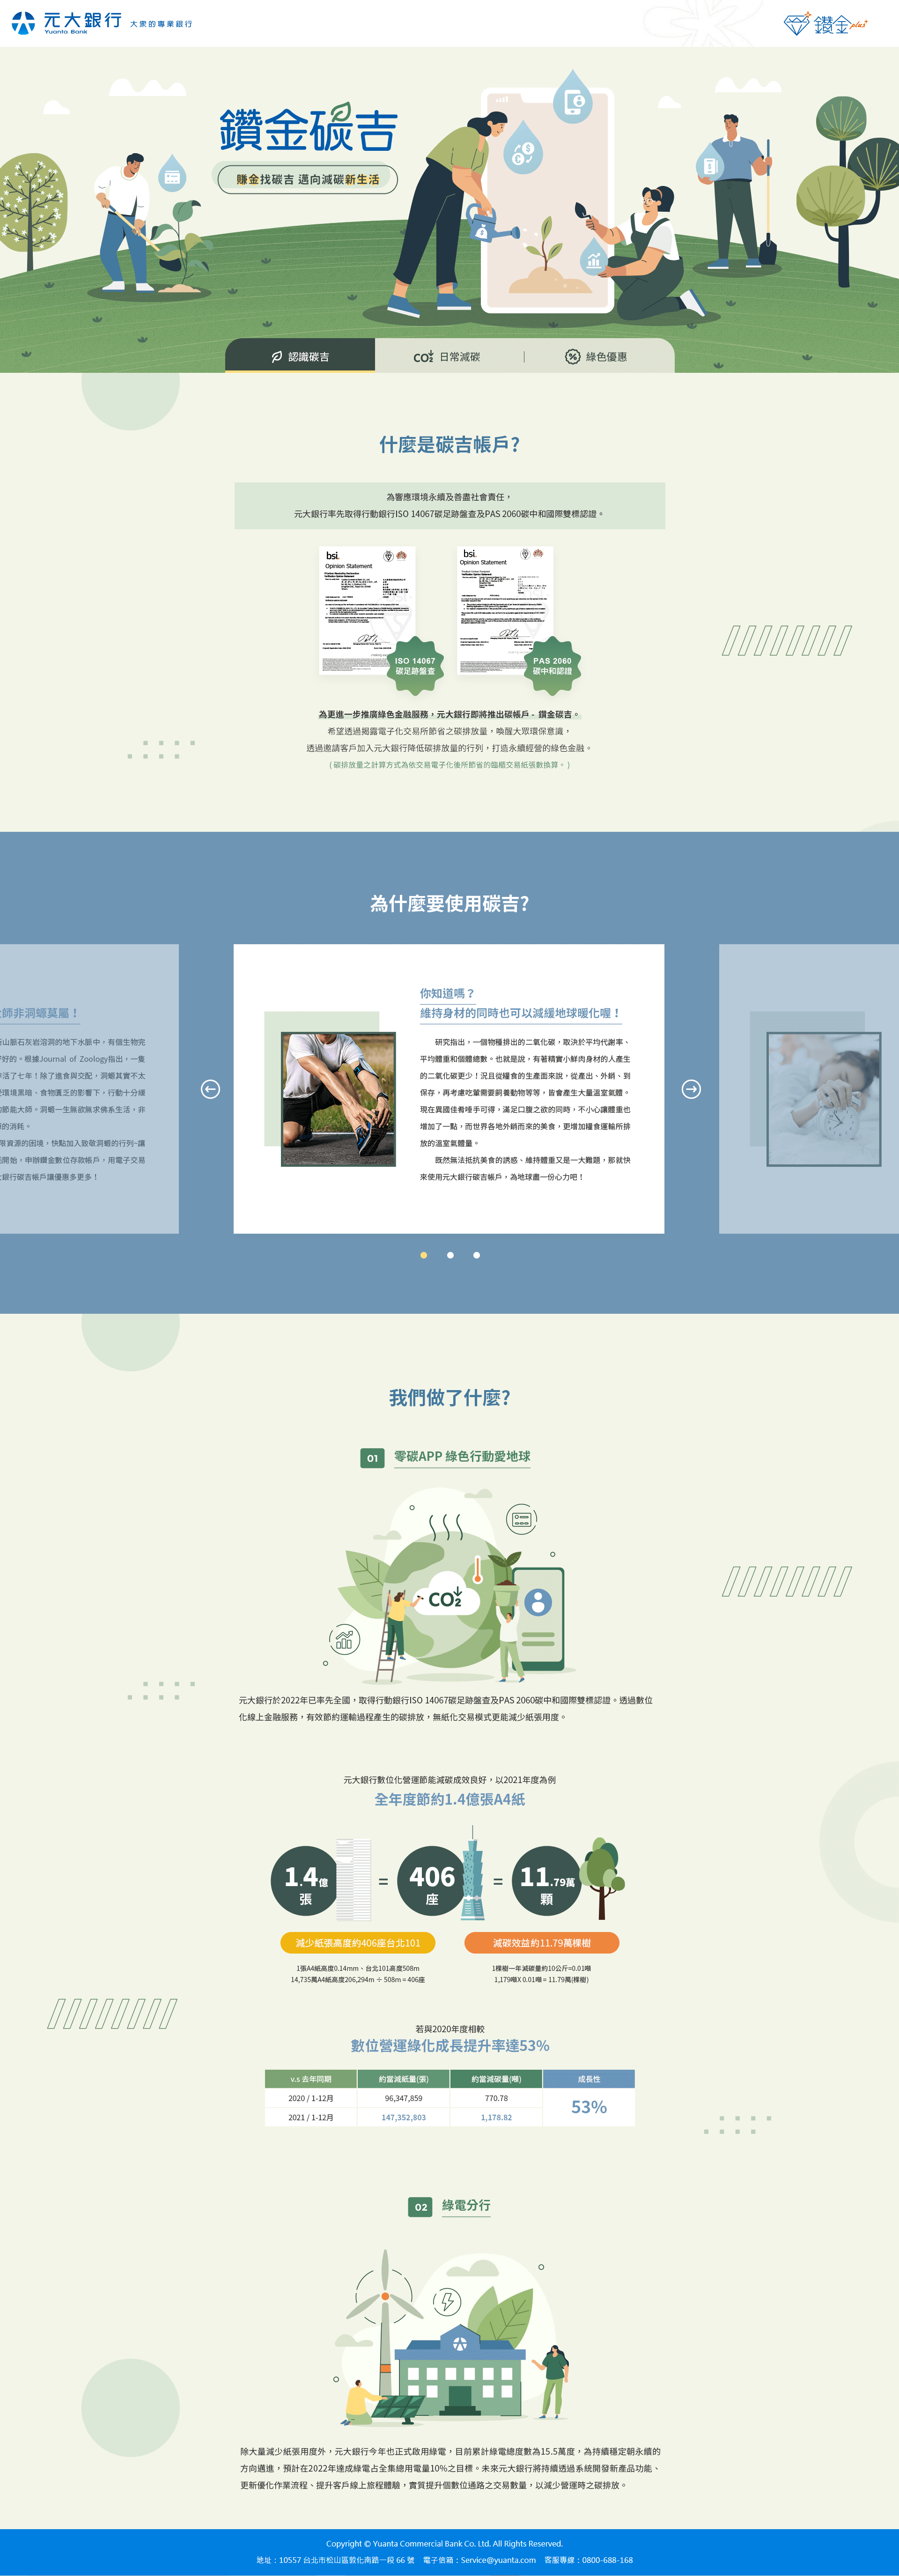 元大銀行 大眾的專業銀行
Yuanta Bank
鑽金plus+
鑽金碳吉
賺金找碳吉 邁向減碳新生活
認識碳吉
CO2 日常減碳
綠色優惠
什麼是碳吉帳戶?
為響應環境永續及善盡社會責任，
元大銀行率先取得行動銀行ISO 14067碳足跡盤查及PAS 2060碳中和國際雙標認證。
bsi.
Opinion Statement
ISO 14067
碳足跡盤查
bsi.
Opinion Statement
PAS 2060
碳中和認證
為更進一步推廣綠色金融服務，元大銀行即將推出碳帳戶 - 鑽金碳吉。
希望透過揭露電子化交易所節省之碳排放量，喚醒大眾環保意識，
透過邀請客戶加入元大銀行降低碳排放量的行列，打造永續經營的綠色金融。
( 碳排放量之計算方式為依交易電子化後所節省的臨櫃交易紙張數換算。 )
為什麼要使用碳吉?
師非洞螈莫屬！
山脈石灰岩溶洞的地下水脈中，有個生物完
好的。根據Journal of Zoology指出，一隻
活了七年！除了進食與交配，洞螈其實不太
環境黑暗、食物匱乏的影響下，行動十分緩
節能大師。洞螈一生無欲無求佛系生活，非
的消耗。
限資源的困境，快點加入致敬洞螈的行列~讓
開始，申辦鑽金數位存款帳戶，用電子交易
銀行碳吉帳戶讓優惠多更多！
你知道嗎？
維持身材的同時也可以減緩地球暖化喔！
研究指出，一個物種排出的二氧化碳，取決於平均代謝率、
平均體重和個體總數。也就是說，有著精實小鮮肉身材的人產生
的二氧化碳更少！況且從糧食的生產面來說，從產出、外銷、到
保存，再考慮吃葷需要飼養動物等等，皆會產生大量溫室氣體。
現在異國佳肴唾手可得，滿足口腹之欲的同時，不小心讓體重也
增加了一點，而世界各地外銷而來的美食，更增加糧食運輸所排
放的溫室氣體量。
既然無法抵抗美食的誘惑、維持體重又是一大難題，那就快
來使用元大銀行碳吉帳戶，為地球盡一份心力吧！
我們做了什麼?
01 零碳APP 綠色行動愛地球
CO2
元大銀行於2022年已率先全國，取得行動銀行ISO 14067碳足跡盤查及PAS 2060碳中和國際雙標認證。透過數位
化線上金融服務，有效節約運輸過程產生的碳排放，無紙化交易模式更能減少紙張用度。
元大銀行數位化營運節能減碳成效良好，以2021年度為例
全年度節約1.4億張A4紙
1.4億
張
=
406
座
=
11.79萬
顆
減少紙張高度約406座台北101
減碳效益約11.79萬棵樹
1張A4紙高度0.14mm、台北101高度508m
14,735萬A4紙高度206,294m ÷ 508m = 406座
1棵樹一年減碳量約10公斤=0.01噸
1,179噸X 0.01噸 = 11.79萬(棵樹)
若與2020年度相較
數位營運綠化成長提升率達53%
v.s 去年同期 約當減紙量(張) 約當減碳量(噸) 成長性
2020 / 1-12月 96,347,859 770.78
53%
2021 / 1-12月 147,352,803 1,178.82
02 綠電分行
除大量減少紙張用度外，元大銀行今年也正式啟用綠電，目前累計綠電總度數為15.5萬度，為持續穩定朝永續的
方向邁進，預計在2022年達成綠電占全集總用電量10%之目標。未來元大銀行將持續透過系統開發新產品功能、
更新優化作業流程、提升客戶線上旅程體驗，實質提升個數位通路之交易數量，以減少營運時之碳排放。
Copyright © Yuanta Commercial Bank Co. Ltd. All Rights Reserved.
地址：10557 台北市松山區敦化南路一段 66 號 電子信箱：Service@yuanta.com 客服專線：0800-688-168